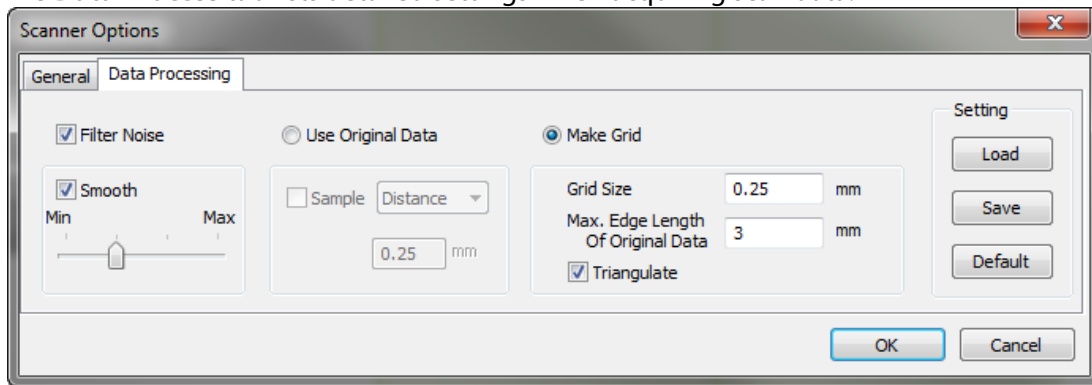 Scanner Options
General Data Processing
Filter Noise
Use Original Data
Make Grid
Setting
Load
Save
Default
Smooth
Min Max
Sample Distance
0.25 mm
Grid Size 0.25 mm
Max. Edge Length
Of Original Data 3 mm
Triangulate
OK Cancel